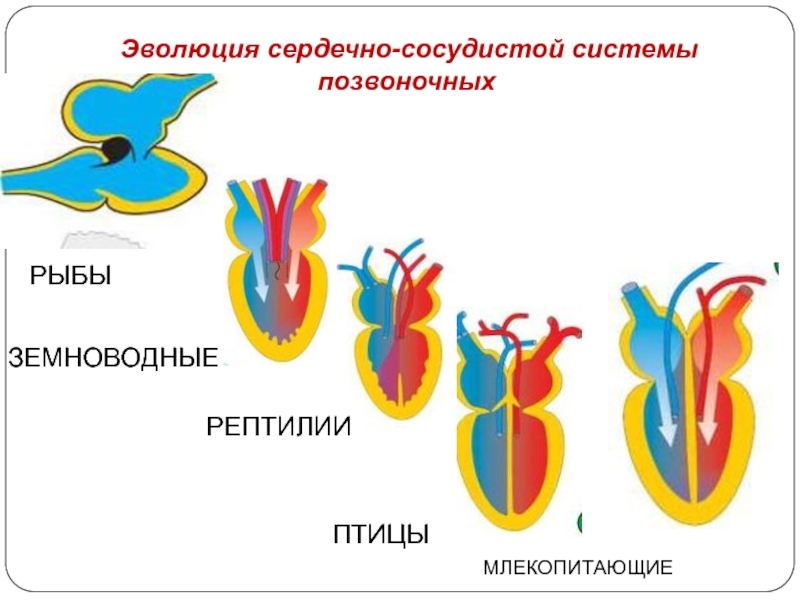 Эволюция сердечно-сосудистой системы
позвоночных
РЫБЫ
ЗЕМНОВОДНЫЕ
РЕПТИЛИИ
ПТИЦЫ
МЛЕКОПИТАЮЩИЕ